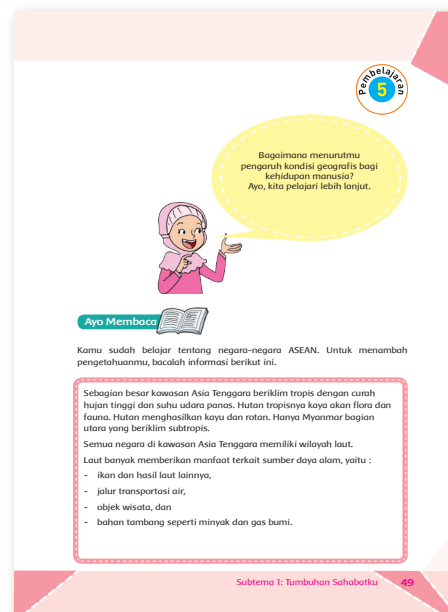 Pembelajaran
5
Bagaimana menurutmu
pengaruh kondisi geografis bagi
kehidupan manusia?
Ayo, kita pelajari lebih lanjut.
Ayo Membaca
Kamu sudah belajar tentang negara-negara ASEAN. Untuk menambah
pengetahuanmu, bacalah informasi berikut ini.
Sebagian besar kawasan Asia Tenggara beriklim tropis dengan curah
hujan tinggi dan suhu udara panas. Hutan tropisnya kaya akan flora dan
fauna. Hutan menghasilkan kayu dan rotan. Hanya Myanmar bagian
utara yang beriklim subtropis.
Semua negara di kawasan Asia Tenggara memiliki wilayah laut.
Laut banyak memberikan manfaat terkait sumber daya alam, yaitu :
- ikan dan hasil laut lainnya,
- jalur transportasi air,
- objek wisata, dan
- bahan tambang seperti minyak dan gas bumi.
Subtema 1: Tumbuhan Sahabatku 49